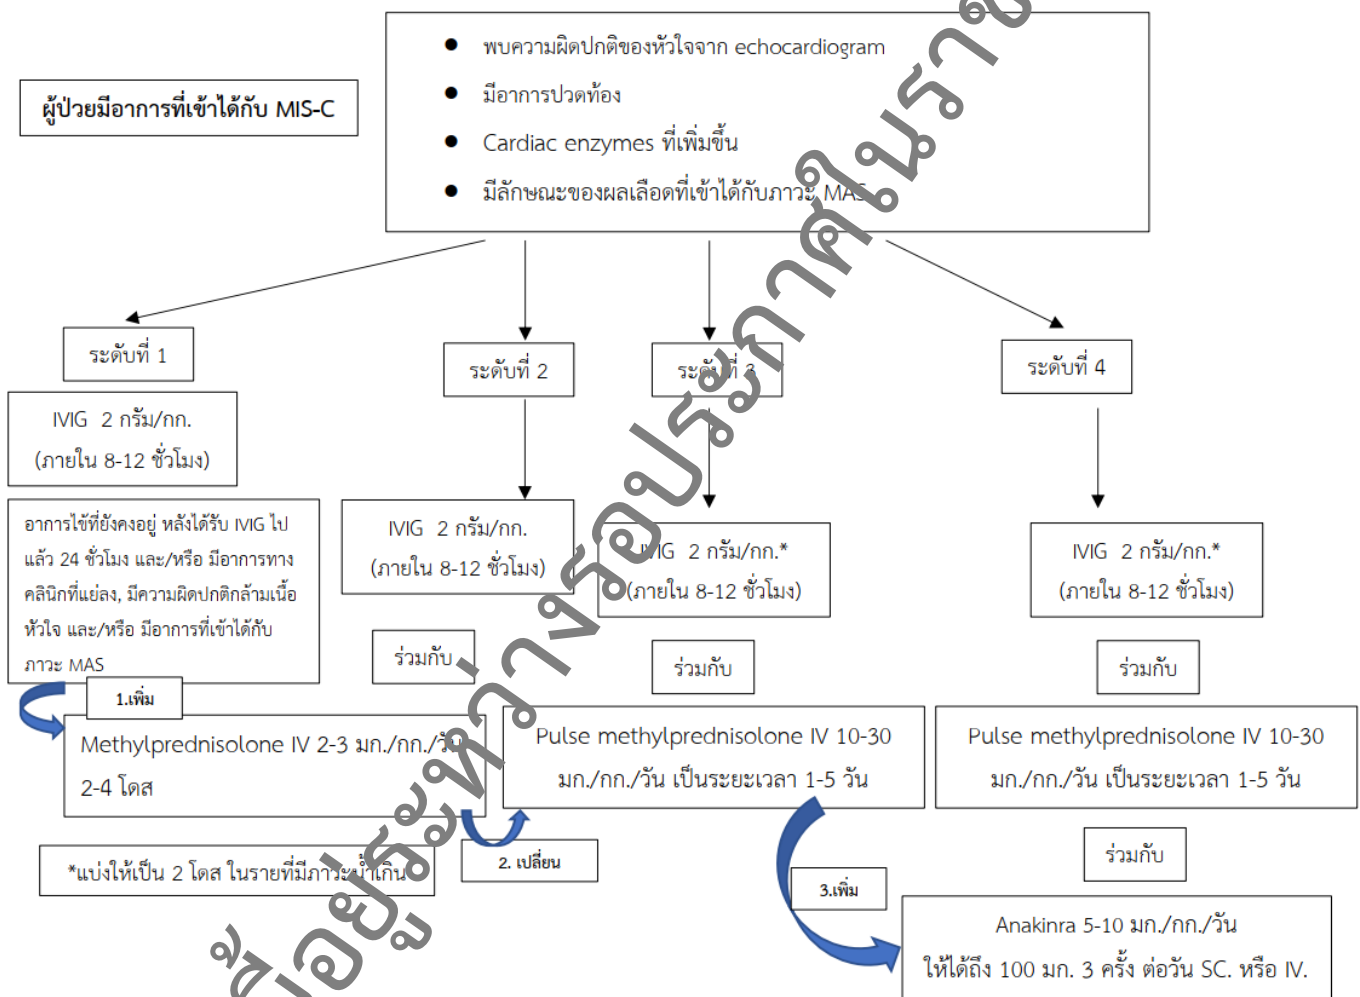 พบความผิดปกติของหัวใจจาก echocardiogram
มีอาการปวดท้อง
Cardiac enzymes ที่เพิ่มขึ้น
มีลักษณะของผลเลือดที่เข้าได้กับภาวะ MAS
ผู้ป่วยมีอาการที่เข้าได้กับ MIS-C
ระดับที่ 1
ระดับที่ 2
ระดับที่ 3
ระดับที่ 4
IVIG 2 กรัม/กก.
(ภายใน 8-12 ชั่วโมง)
อาการไข้ที่ยังคงอยู่ หลังได้รับ IVIG ไป
แล้ว 24 ชั่วโมง และ/หรือ มีอาการทาง
คลินิกที่แย่ลง, มีความผิดปกติกล้ามเนื้อ
หัวใจ และ/หรือ มีอาการที่เข้าได้กับ
ภาวะ MAS
IVIG 2 กรัม/กก.
(ภายใน 8-12 ชั่วโมง)
IVIG 2 กรัม/กก.*
(ภายใน 8-12 ชั่วโมง)
IVIG 2 กรัม/กก.*
(ภายใน 8-12 ชั่วโมง)
ร่วมกับ
ร่วมกับ
ร่วมกับ
1.เพิ่ม
Methylprednisolone IV 2-3 มก./กก./วัน
2-4 โดส
Pulse methylprednisolone IV 10-30
มก./กก./วัน เป็นระยะเวลา 1-5 วัน
Pulse methylprednisolone IV 10-30
มก./กก./วัน เป็นระยะเวลา 1-5 วัน
*แบ่งให้เป็น 2 โดส ในรายที่มีภาวะน้ำเกิน
2. เปลี่ยน
ร่วมกับ
3.เพิ่ม
Anakinra 5-10 มก./กก./วัน
ให้ได้ถึง 100 มก. 3 ครั้ง ต่อวัน SC. หรือ IV.
อยู่ระหว่างรอประกาศในราช